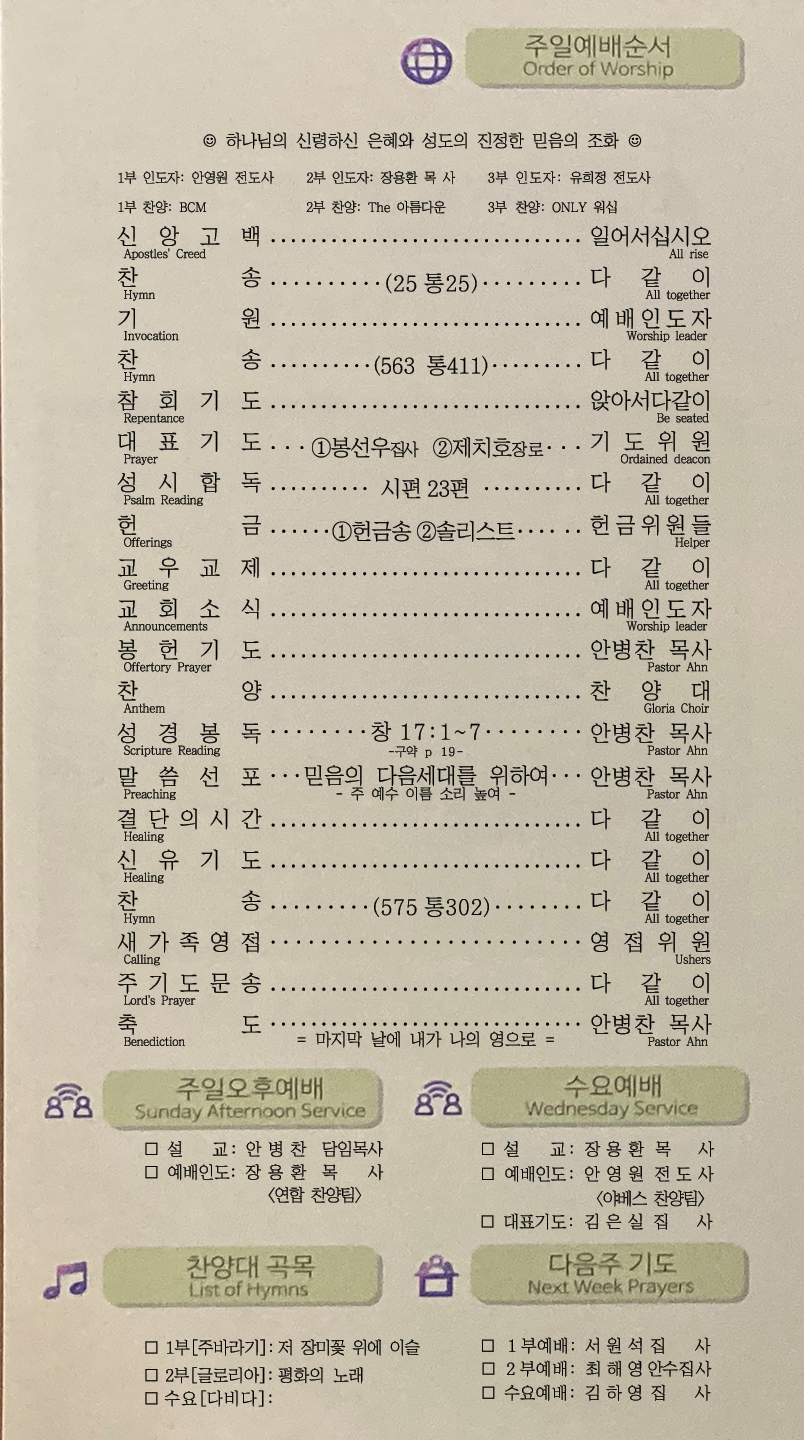 주일예배순서
Order of Worship
☺ 하나님의 신령하신 은혜와 성도의 진정한 믿음의 조화 ☺
1부 인도자: 안영원 전도사 2부 인도자: 장용환 목 사 3부 인도자: 유희정 전도사
1부 찬양: BCM 2부 찬양: The 아름다운 3부 찬양: ONLY 워십
신 앙 고 백 ······························ 일어서십시오
Apostles' Creed All rise
찬 송 ··········(25 통25)·········· 다 같 이
Hymn All together
기 원 ······························ 예배인도자
Invocation Worship leader
찬 송 ··········(563 통411)········· 다 같 이
Hymn All together
참 회 기 도 ······························ 앉아서다같이
Repentance Be seated
대 표 기 도 ··· ①봉선우집사 ②제치호장로··· 기 도 위 원
Prayer Ordained deacon
성 시 합 독 ·········· 시편 23편 ·········· 다 같 이
Psalm Reading All together
헌 금 ······①헌금송 ②솔리스트······ 헌금위원들
Offerings Helper
교 우 교 제 ······························ 다 같 이
Greeting All together
교 회 소 식 ······························ 예배인도자
Announcements Worship leader
봉 헌 기 도 ······························ 안병찬 목사
Offertory Prayer Pastor Ahn
찬 양 ······························ 찬 양 대
Anthem Gloria Choir
성 경 봉 독 ·········창 17:1~7········· 안병찬 목사
Scripture Reading -구약 p 19- Pastor Ahn
말 씀 선 포 ···믿음의 다음세대를 위하여··· 안병찬 목사
Preaching - 주 예수 이름 소리 높여 - Pastor Ahn
결 단 의 시 간 ······························ 다 같 이
Healing All together
신 유 기 도 ······························ 다 같 이
Healing All together
찬 송 ·········(575 통302)········ 다 같 이
Hymn All together
새 가 족 영 접 ······························ 영 접 위 원
Calling Ushers
주 기 도 문 송 ······························ 다 같 이
Lord's Prayer All together
축 도 ······························ 안병찬 목사
Benediction = 마지막 날에 내가 나의 영으로 = Pastor Ahn
주일오후예배
Sunday Afternoon Service
□ 설 교: 안 병 찬 담임목사
□ 예배인도: 장 용 환 목 사
〈연합 찬양팀〉
수요예배
Wednesday Service
□ 설 교: 장 용 환 목 사
□ 예배인도: 안 영 원 전 도 사
〈야베스 찬양팀〉
□ 대표기도: 김 은 실 집 사
찬양대 곡목
List of Hymns
□ 1부[주바라기]: 저 장미꽃 위에 이슬
□ 2부[글로리아]: 평화의 노래
□ 수요[다비다]:
다음주 기도
Next Week Prayers
□ 1부예배: 서 원 석 집 사
□ 2부예배: 최 해 영 안수집사
□ 수요예배: 김 하 영 집 사